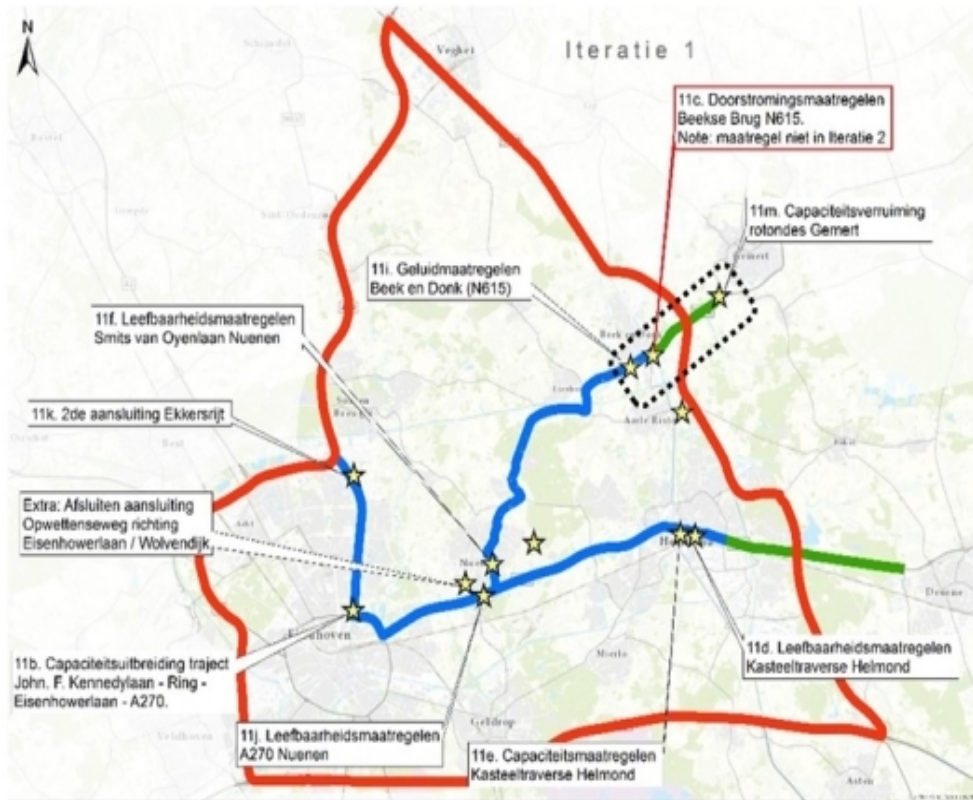 N
Iteratie 1
Veghel
11c. Doorstromingsmaatregelen
Beekse Brug N615.
Note: maatregel niet in Iteratie 2
11m. Capaciteitsverruiming
rotondes Gemert
11i. Geluidmaatregelen
Beek en Donk (N615)
11f. Leefbaarheidsmaatregelen
Smits van Oyenlaan Nuenen
11k. 2de aansluiting Ekkersrijt
Extra: Afsluiten aansluiting
Opwettenseweg richting
Eisenhowerlaan / Wolvendijk
Deurne
11b. Capaciteitsuitbreiding traject
John. F. Kennedylaan - Ring -
Eisenhowerlaan - A270.
Mierlo
11d. Leefbaarheidsmaatregelen
Kasteeltraverse Helmond
11j. Leefbaarheidsmaatregelen
A270 Nuenen
Geldrop
Veldhoven
11e. Capaciteitsmaatregelen
Kasteeltraverse Helmond
Asten